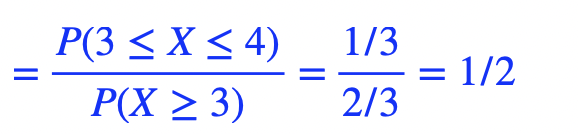 = P(3 ≤ X ≤ 4) / P(X ≥ 3) = 1/3 / 2/3 = 1/2